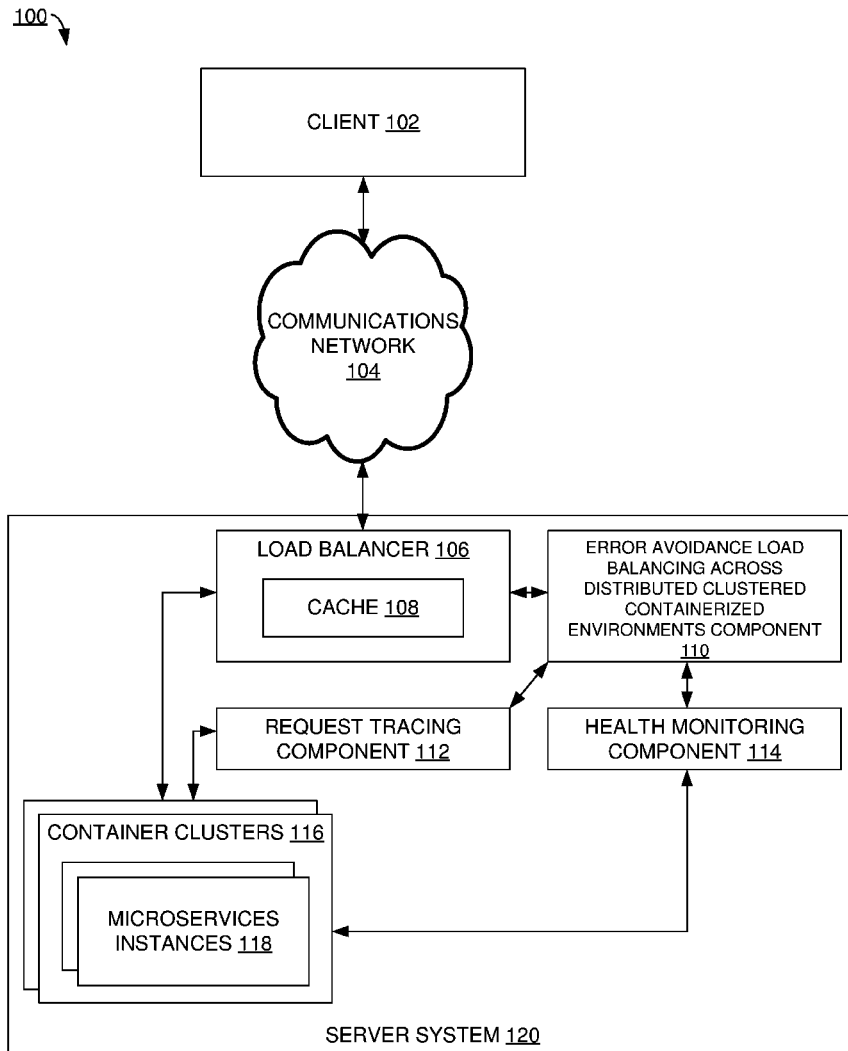 100
CLIENT 102
COMMUNICATIONS
NETWORK
104
LOAD BALANCER 106
CACHE 108
ERROR AVOIDANCE LOAD
BALANCING ACROSS
DISTRIBUTED CLUSTERED
CONTAINERIZED
ENVIRONMENTS COMPONENT
110
REQUEST TRACING
COMPONENT 112
HEALTH MONITORING
COMPONENT 114
CONTAINER CLUSTERS 116
MICROSERVICES
INSTANCES 118
SERVER SYSTEM 120